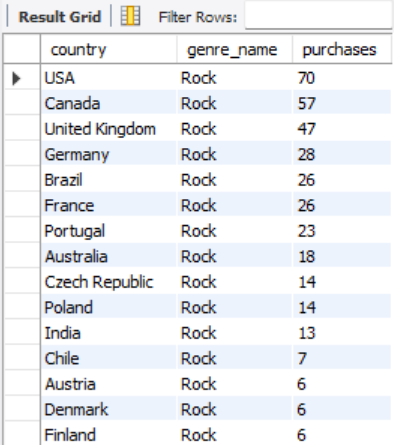 Result Grid Filter Rows:
country genre_name purchases
USA Rock 70
Canada Rock 57
United Kingdom Rock 47
Germany Rock 28
Brazil Rock 26
France Rock 26
Portugal Rock 23
Australia Rock 18
Czech Republic Rock 14
Poland Rock 14
India Rock 13
Chile Rock 7
Austria Rock 6
Denmark Rock 6
Finland Rock 6